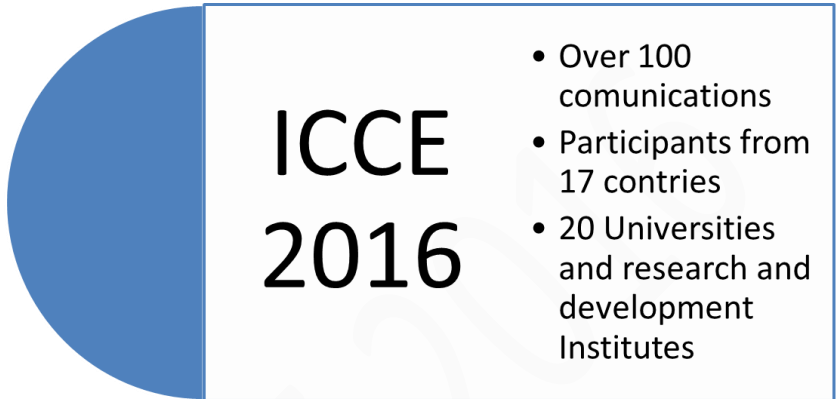 ICCE
2016
• Over 100
comunications
• Participants from
17 contries
• 20 Universities
and research and
development
Institutes